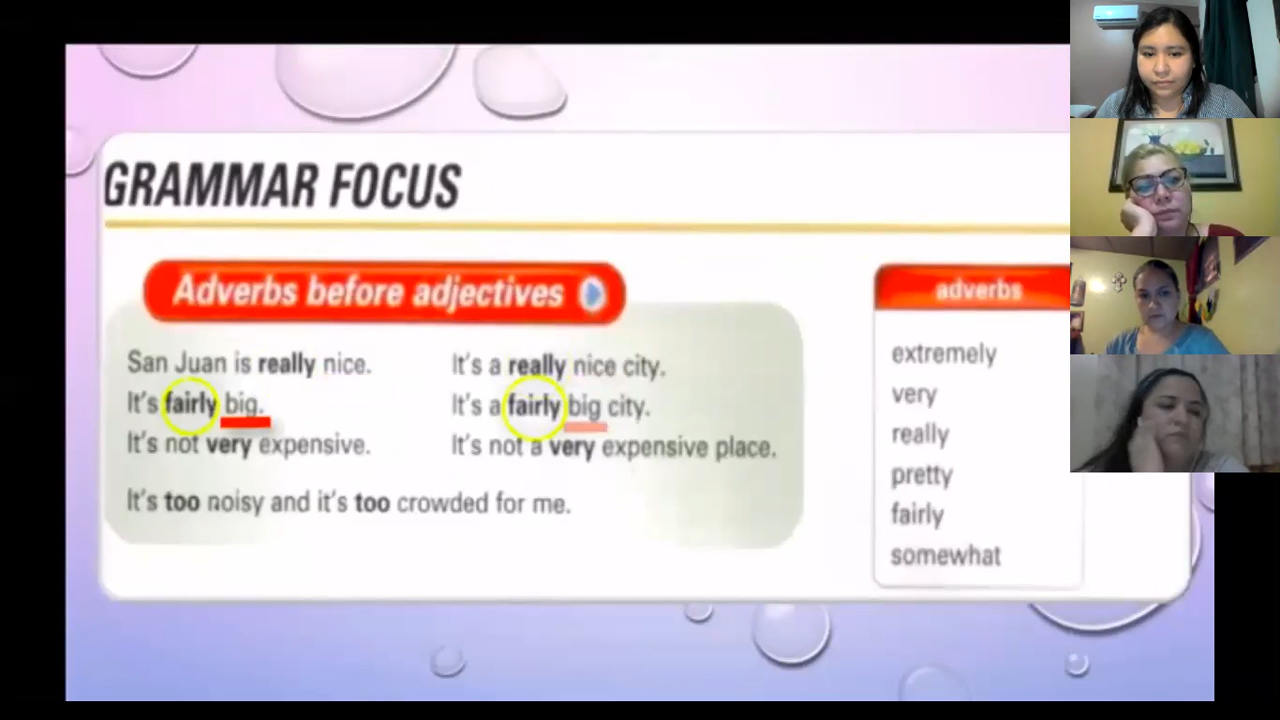 GRAMMAR FOCUS
Adverbs before adjectives
San Juan is really nice.
It's fairly big.
It's not very expensive.
It's a really nice city.
It's a fairly big city.
It's not a very expensive place.
It's too noisy and it's too crowded for me.
adverbs
extremely
very
really
pretty
fairly
somewhat